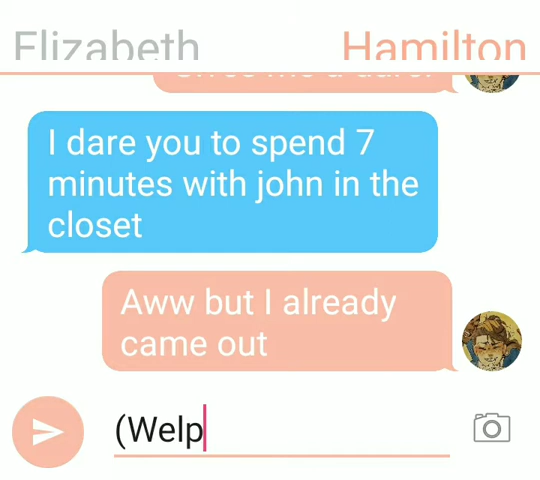 Elizabeth Hamilton
I dare you to spend 7
minutes with john in the
closet
Aww but I already
came out
(Welp